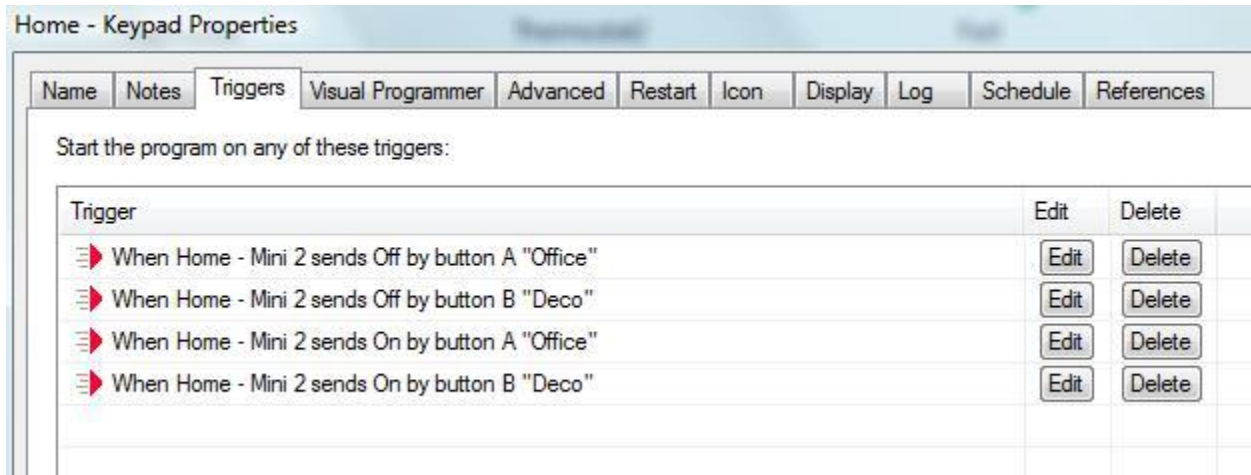 Home - Keypad Properties
Name Notes Triggers Visual Programmer Advanced Restart Icon Display Log Schedule References
Start the program on any of these triggers:
Trigger Edit Delete
When Home - Mini 2 sends Off by button A "Office" Edit Delete
When Home - Mini 2 sends Off by button B "Deco" Edit Delete
When Home - Mini 2 sends On by button A "Office" Edit Delete
When Home - Mini 2 sends On by button B "Deco" Edit Delete